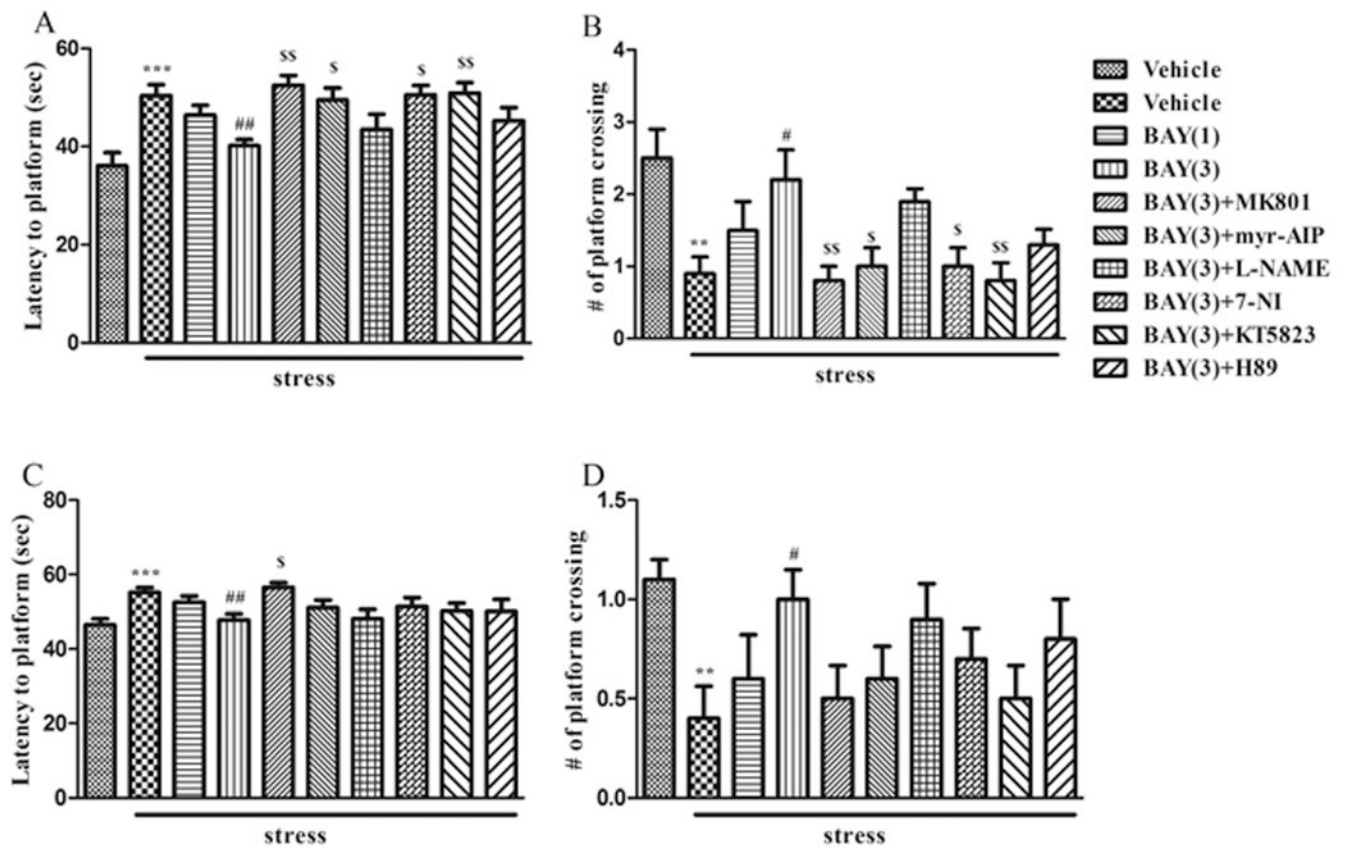 A
Latency to platform (sec)
60
40
20
0
***
##
$$
$
$
$$
stress
B
# of platform crossing
4
3
2
1
0
**
#
$$
$
$
$$
stress
Vehicle
Vehicle
BAY(1)
BAY(3)
BAY(3)+MK801
BAY(3)+myr-AIP
BAY(3)+L-NAME
BAY(3)+7-NI
BAY(3)+KT5823
BAY(3)+H89
C
Latency to platform (sec)
80
60
40
20
0
***
##
$
stress
D
# of platform crossing
1.5
1.0
0.5
0.0
**
#
stress